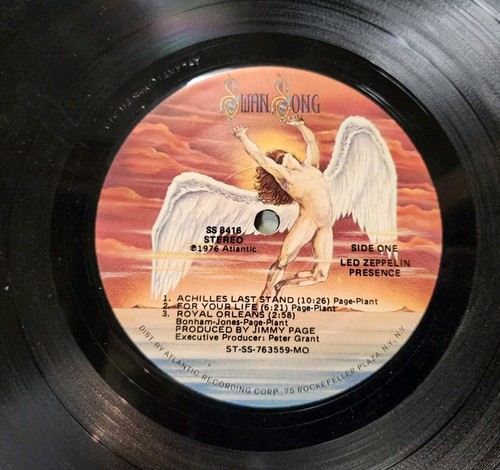 SWAN SONG
SS 8416
STEREO
℗1976 Atlantic
SIDE ONE
LED ZEPPELIN
PRESENCE
1. ACHILLES LAST STAND (10:26) Page-Plant
2. FOR YOUR LIFE (6:21) Page-Plant
3. ROYAL ORLEANS (2:58)
Bonham-Jones-Page-Plant
PRODUCED BY JIMMY PAGE
Executive Producer: Peter Grant
ST-SS-763559-MO
DIST. BY ATLANTIC RECORDING CORP., 75 ROCKEFELLER PLAZA, N.Y., N.Y.